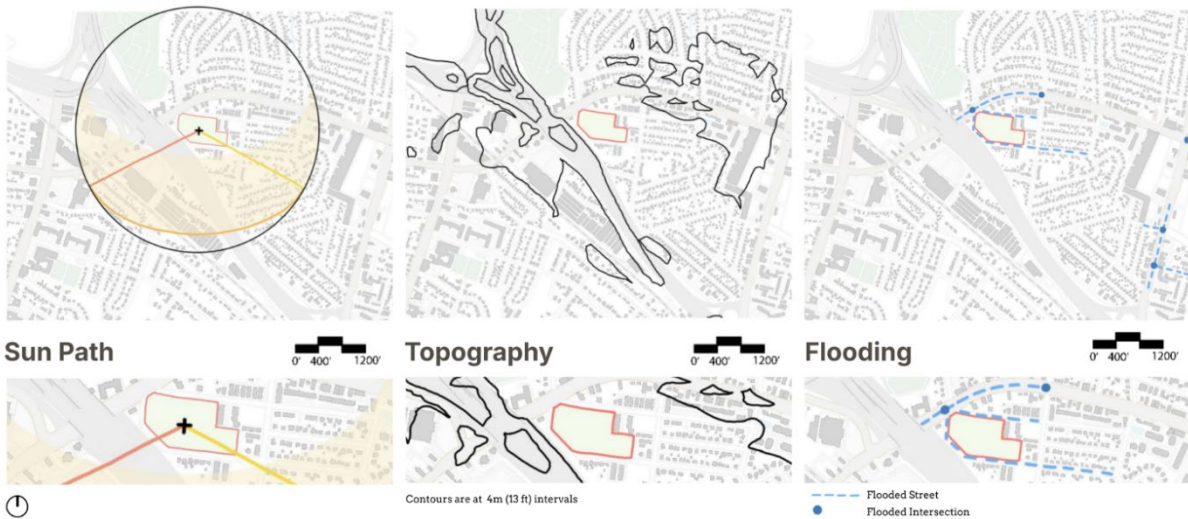 Sun Path
0' 400' 1200'
Topography
0' 400' 1200'
Flooding
0' 400' 1200'
Contours are at 4m (13 ft) intervals
Flooded Street
Flooded Intersection